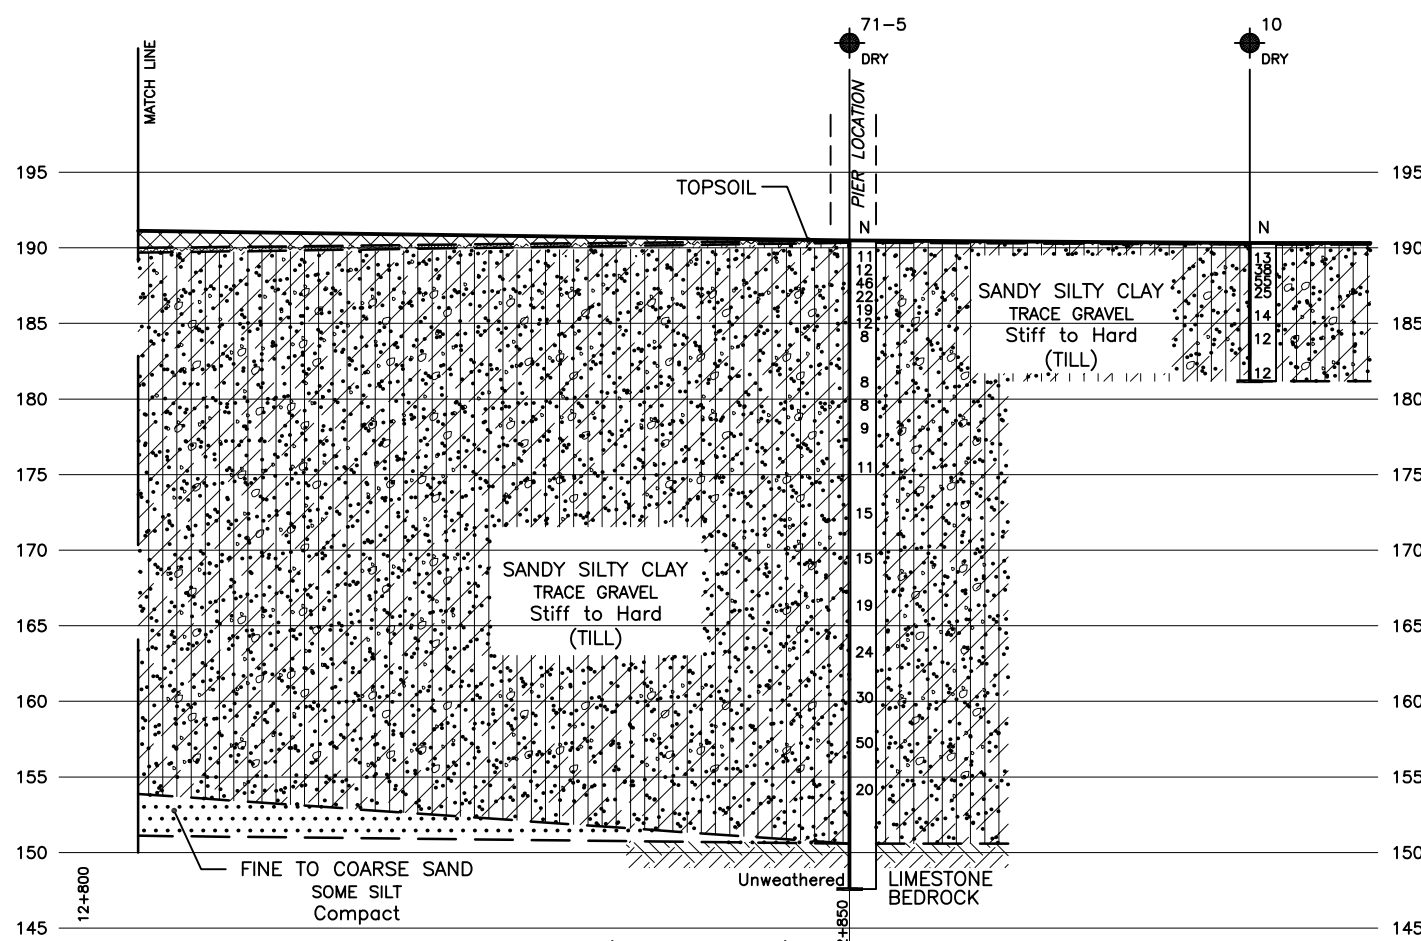 71-5
DRY
10
DRY
MATCH LINE
PIER LOCATION
195
195
TOPSOIL
N
N
190
190
11
12
46
22
19
12
8
8
8
9
11
15
15
19
24
30
50
20
13
38
55
25
14
12
12
SANDY SILTY CLAY
TRACE GRAVEL
Stiff to Hard
(TILL)
185
185
180
180
175
175
170
170
SANDY SILTY CLAY
TRACE GRAVEL
Stiff to Hard
(TILL)
165
165
160
160
155
155
150
150
FINE TO COARSE SAND
SOME SILT
Compact
Unweathered
LIMESTONE
BEDROCK
12+800
2+850
145
145